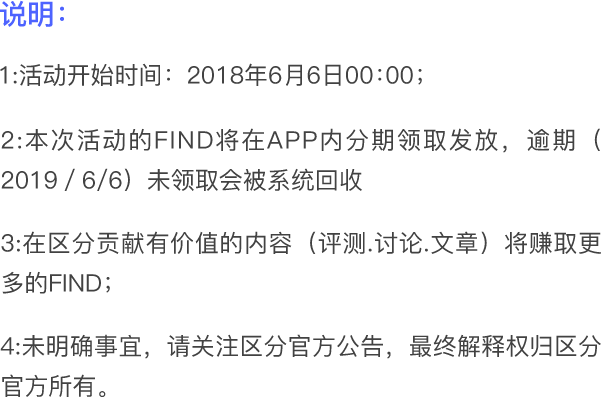 说明：
1:活动开始时间：2018年6月6日00:00；
2:本次活动的FIND将在APP内分期领取发放，逾期（
2019 / 6/6）未领取会被系统回收
3:在区分贡献有价值的内容（评测.讨论.文章）将赚取更
多的FIND；
4:未明确事宜，请关注区分官方公告，最终解释权归区分
官方所有。